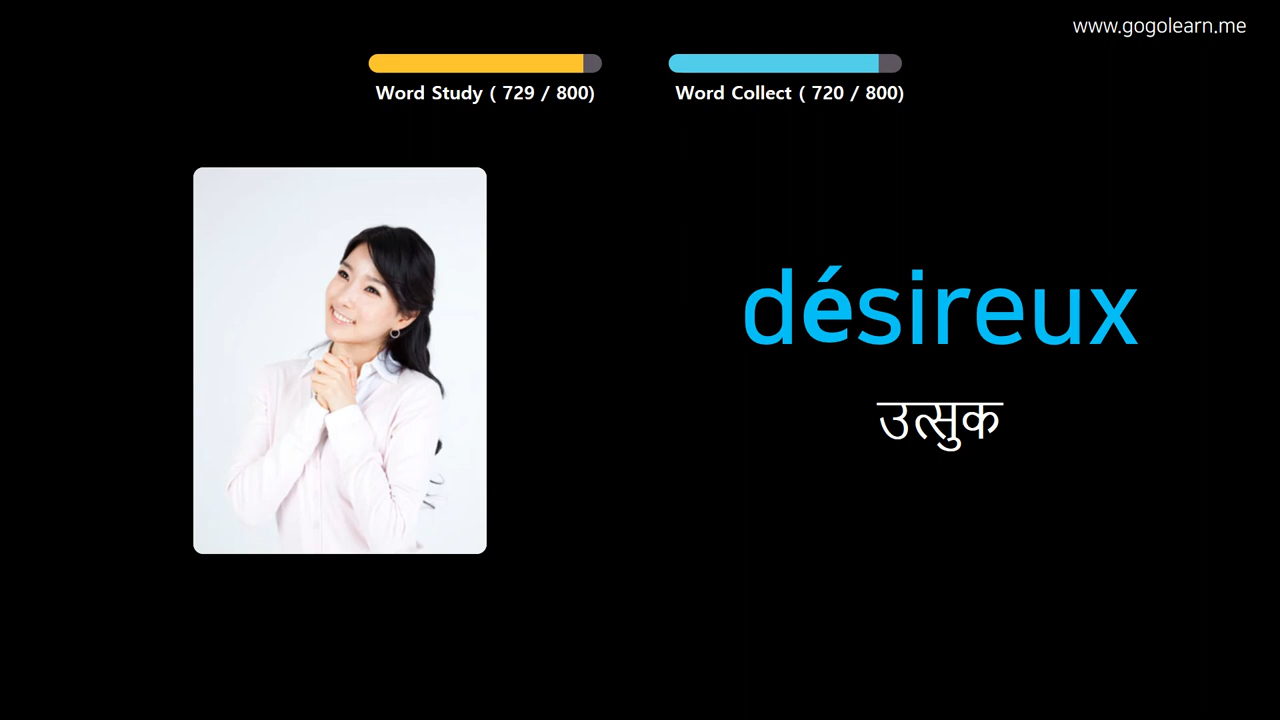 www.gogolearn.me
Word Study ( 729 / 800)
Word Collect ( 720 / 800)
désireux
उत्सुक